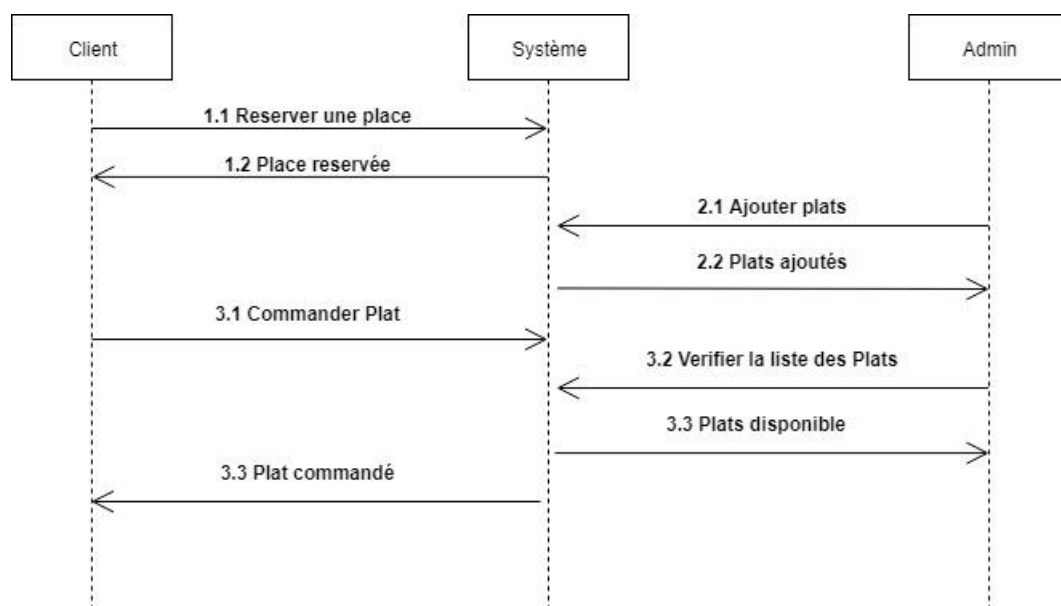 Client
Système
Admin
1.1 Reserver une place
1.2 Place reservée
2.1 Ajouter plats
2.2 Plats ajoutés
3.1 Commander Plat
3.2 Verifier la liste des Plats
3.3 Plats disponible
3.3 Plat commandé